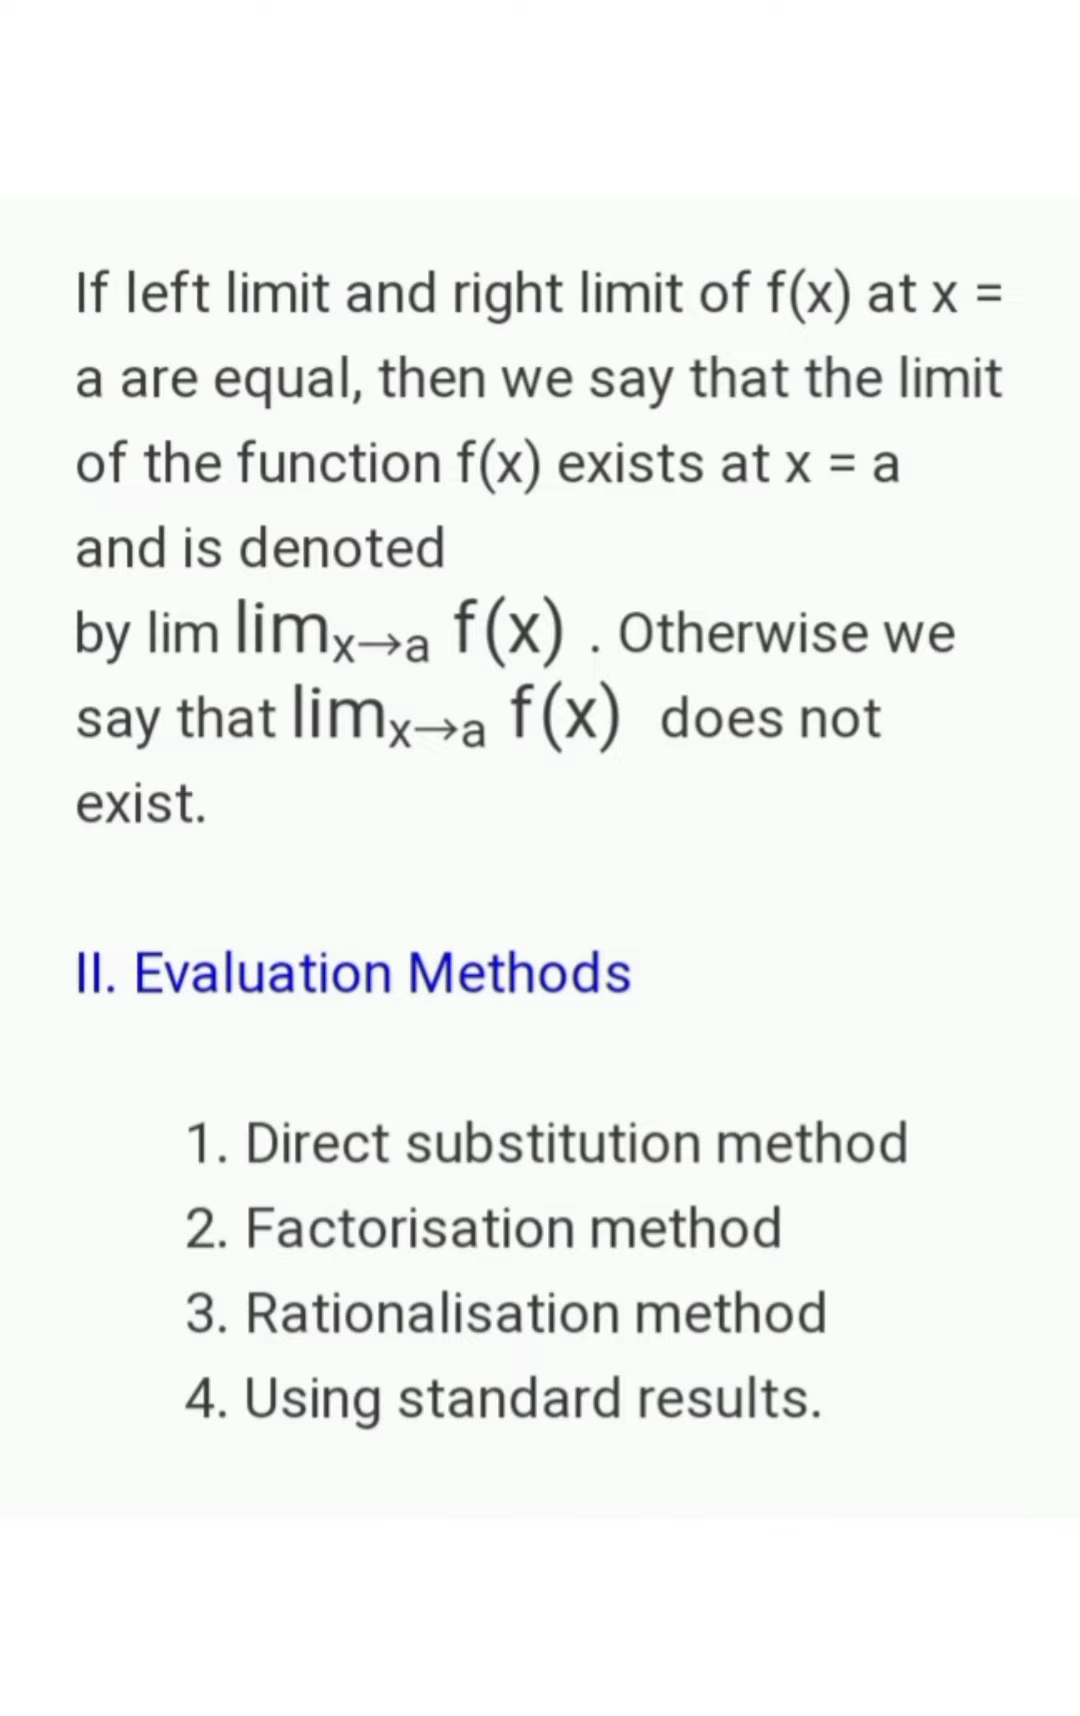 If left limit and right limit of f(x) at x =
a are equal, then we say that the limit
of the function f(x) exists at x = a
and is denoted
by lim limx→a f(x) . Otherwise we
say that limx→a f(x) does not
exist.
II. Evaluation Methods
1. Direct substitution method
2. Factorisation method
3. Rationalisation method
4. Using standard results.